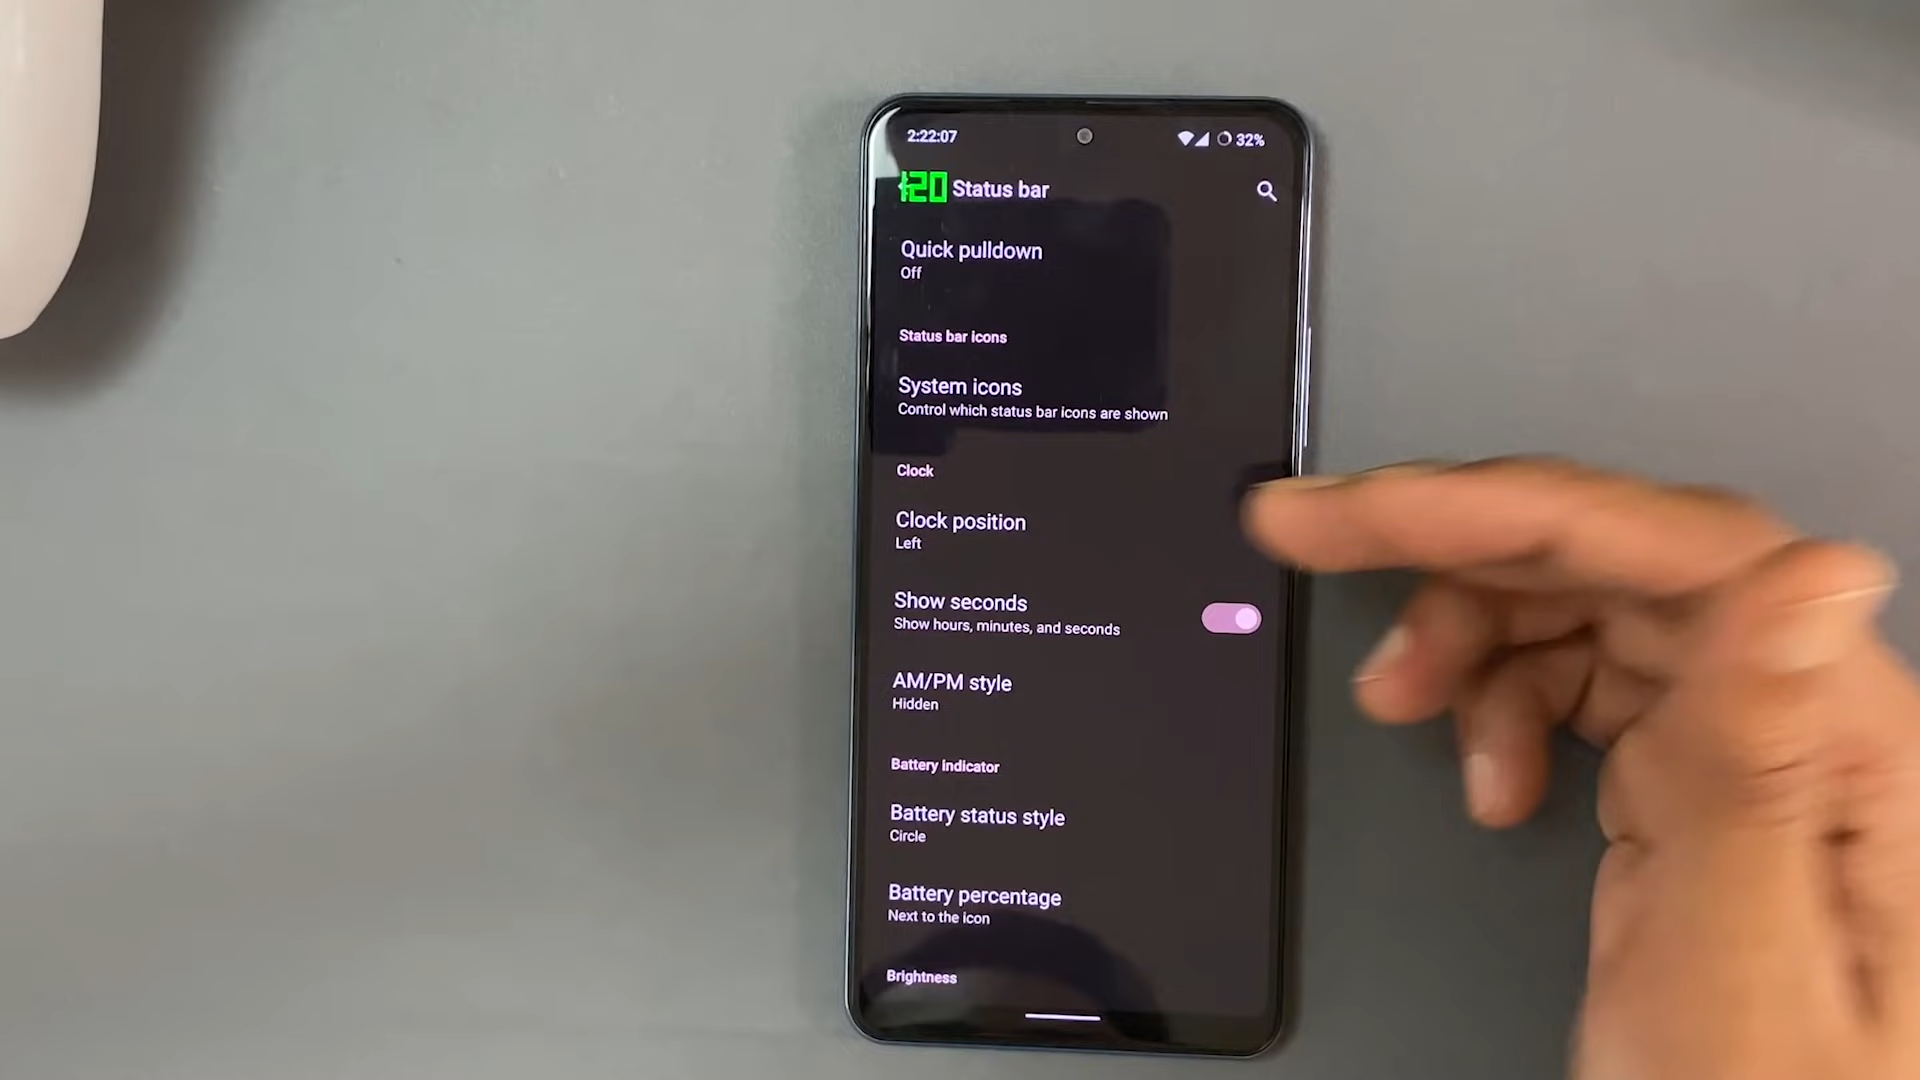 2:22:07
32%
120
Status bar
Quick pulldown
Off
Status bar icons
System icons
Control which status bar icons are shown
Clock
Clock position
Left
Show seconds
Show hours, minutes, and seconds
AM/PM style
Hidden
Battery indicator
Battery status style
Circle
Battery percentage
Next to the icon
Brightness